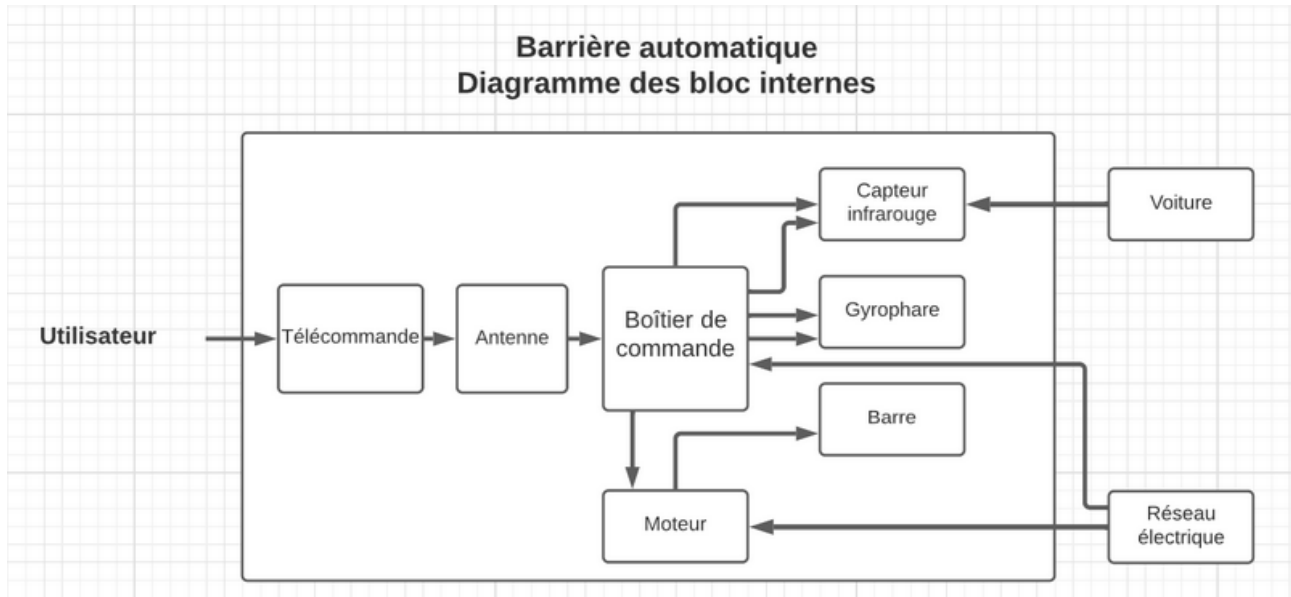 Barrière automatique
Diagramme des bloc internes
Capteur
infrarouge
Voiture
Gyrophare
Utilisateur
Télécommande
Antenne
Boîtier de
commande
Barre
Moteur
Réseau
électrique